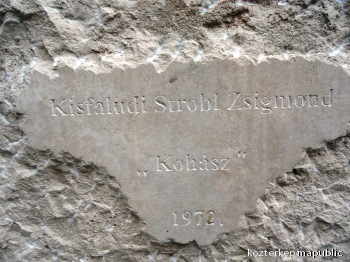 Kisfaludi Strobl Zsigmond
„Kohász"
1972.
kozterkep.mapublic